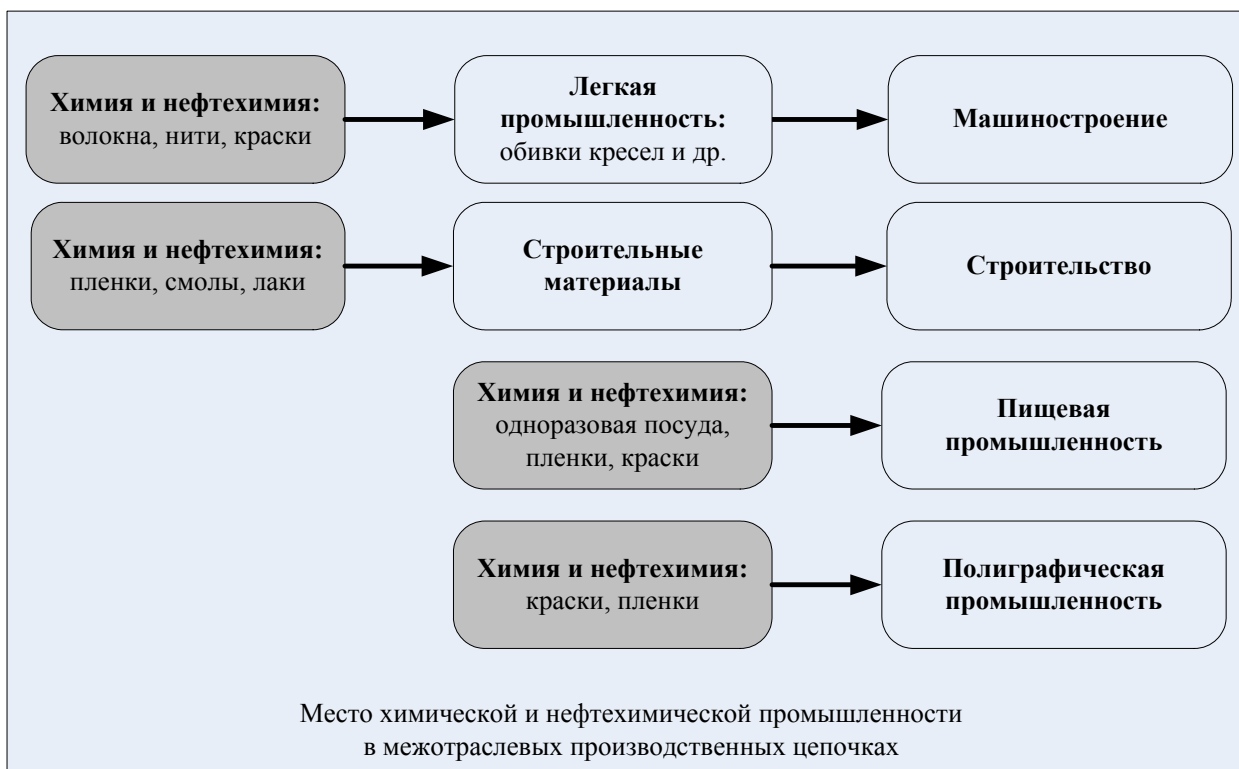 Химия и нефтехимия:
волокна, нити, краски
Легкая
промышленность:
обивки кресел и др.
Машиностроение
Химия и нефтехимия:
пленки, смолы, лаки
Строительные
материалы
Строительство
Химия и нефтехимия:
одноразовая посуда,
пленки, краски
Пищевая
промышленность
Химия и нефтехимия:
краски, пленки
Полиграфическая
промышленность
Место химической и нефтехимической промышленности
в межотраслевых производственных цепочках